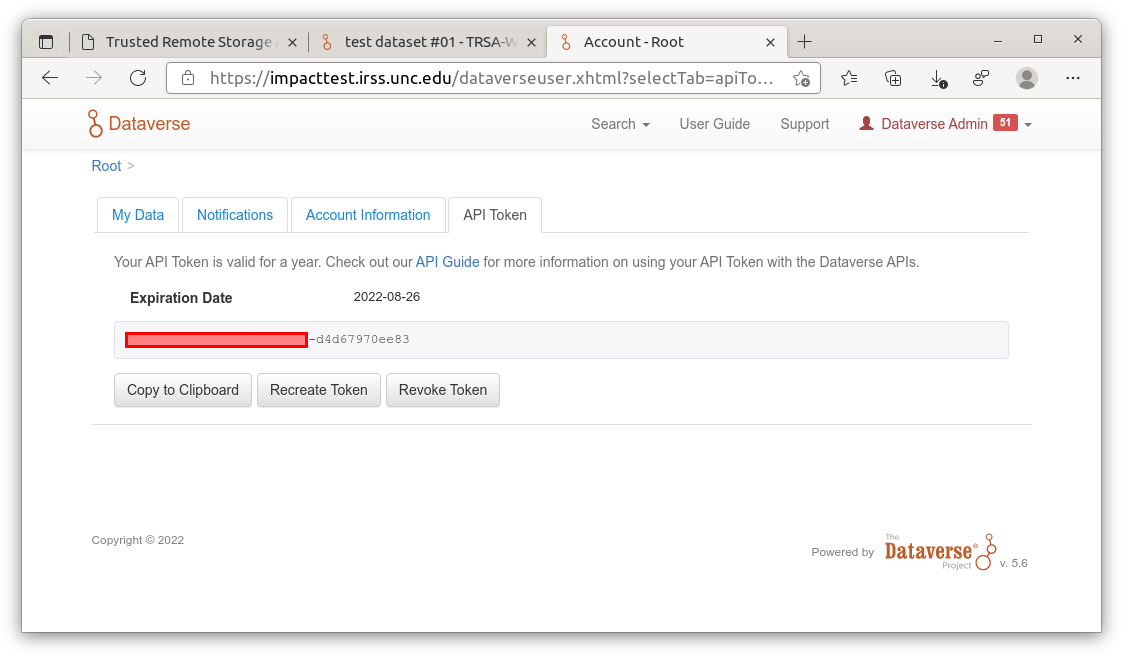 Trusted Remote Storage
test dataset #01 - TRSA-W
Account - Root
https://impacttest.irss.unc.edu/dataverseuser.xhtml?selectTab=apiTo...
Dataverse
Search
User Guide
Support
Dataverse Admin 51
Root >
My Data
Notifications
Account Information
API Token
Your API Token is valid for a year. Check out our API Guide for more information on using your API Token with the Dataverse APIs.
Expiration Date 2022-08-26
-d4d67970ee83
Copy to Clipboard
Recreate Token
Revoke Token
Copyright © 2022
Powered by
The
Dataverse®
Project
v. 5.6